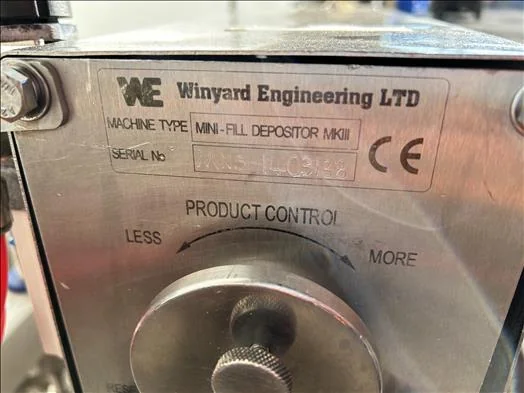 WE Winyard Engineering LTD
MACHINE TYPE MINI-FILL DEPOSITOR MKIII
SERIAL No
CE
PRODUCT CONTROL
LESS
MORE